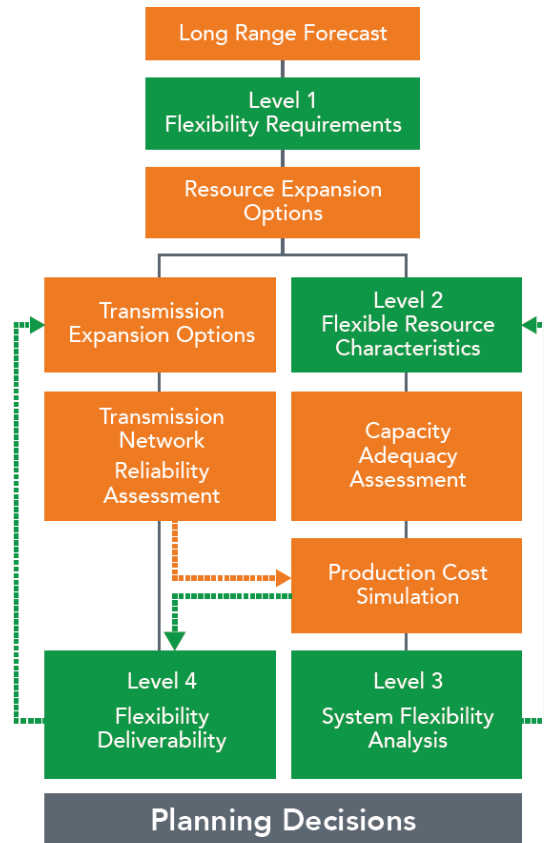 Long Range Forecast
Level 1
Flexibility Requirements
Resource Expansion
Options
Transmission
Expansion Options
Level 2
Flexible Resource
Characteristics
Transmission
Network
Reliability
Assessment
Capacity
Adequacy
Assessment
Production Cost
Simulation
Level 4
Flexibility
Deliverability
Level 3
System Flexibility
Analysis
Planning Decisions